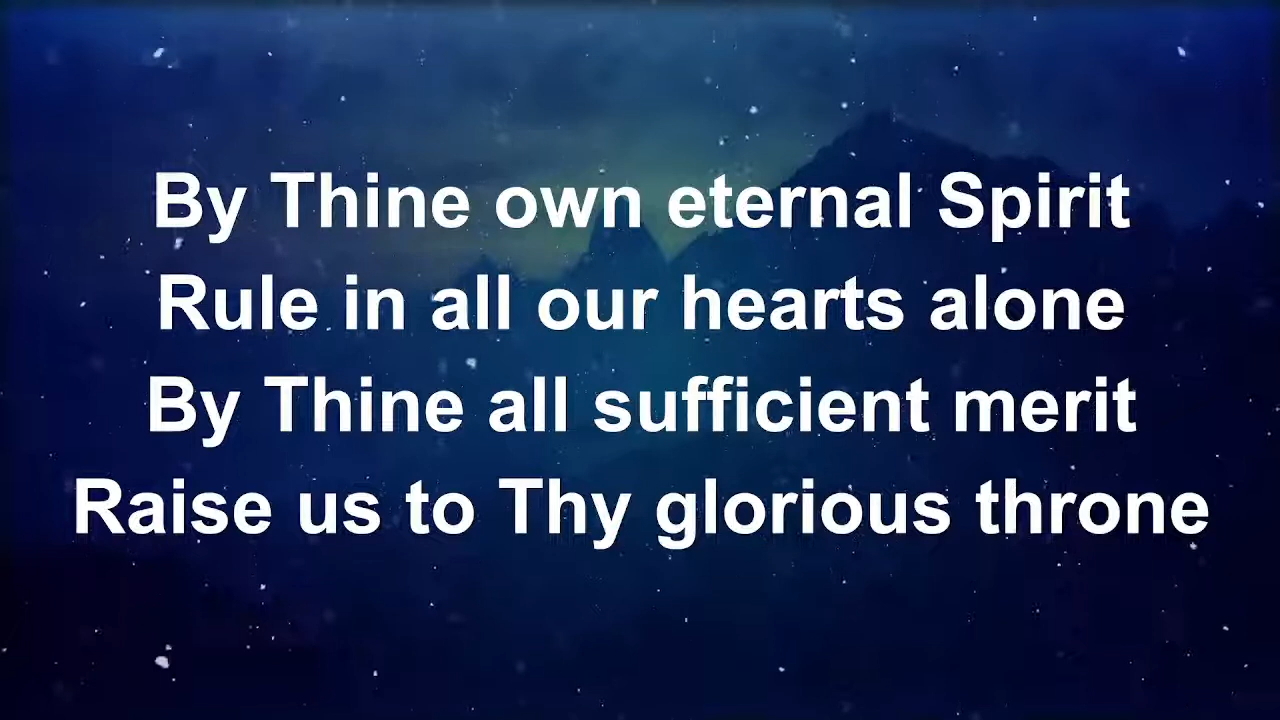 By Thine own eternal Spirit
Rule in all our hearts alone
By Thine all sufficient merit
Raise us to Thy glorious throne